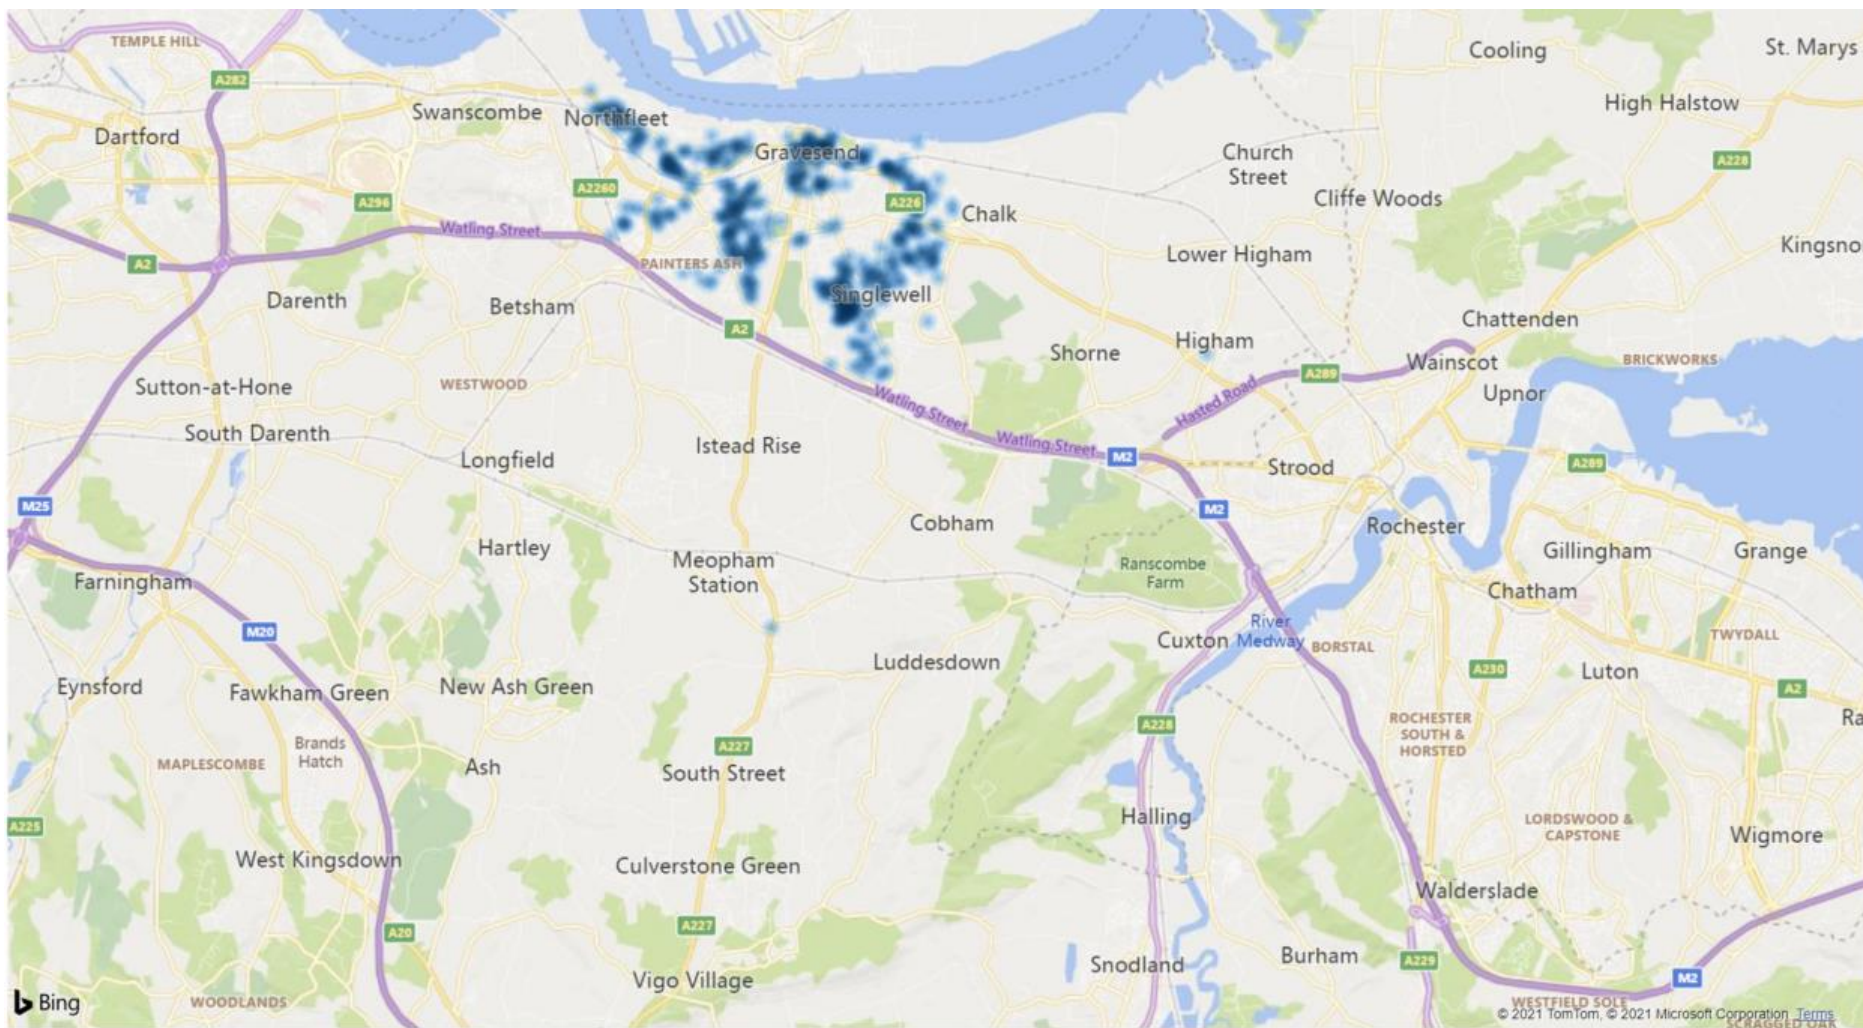 Cooling
St. Marys
TEMPLE HILL
A282
Swanscombe
High Halstow
Northfleet
Dartford
Gravesend
Church
Street
A228
A2260
A296
A226
Chalk
Cliffe Woods
Watling Street
Kingsno
A2
PAINTERS ASH
Lower Higham
Darenth
Betsham
Singlewell
A2
Chattenden
Higham
Shorne
Wainscot
BRICKWORKS
Sutton-at-Hone
WESTWOOD
A289
Upnor
Watling Street
Hasted Road
South Darenth
Istead Rise
Watling Street
Longfield
M2
Strood
A289
M25
M2
Cobham
Rochester
Hartley
Meopham
Station
Gillingham
Grange
Farningham
Ranscombe
Farm
Chatham
M20
River
Medway
Cuxton
BORSTAL
TWYDALL
Luddesdown
A230
Luton
Eynsford
Fawkham Green
New Ash Green
A2
Ra
A228
ROCHESTER
SOUTH &
HORSTED
Brands
Hatch
A227
MAPLESCOMBE
Ash
South Street
Halling
A225
LORDSWOOD &
CAPSTONE
Wigmore
West Kingsdown
Culverstone Green
Walderslade
A20
A227
Burham
A229
Snodland
Vigo Village
M2
Bing
WOODLANDS
WESTFIELD SOLE
© 2021 TomTom, © 2021 Microsoft Corporation Terms
SCRAGGED OAK